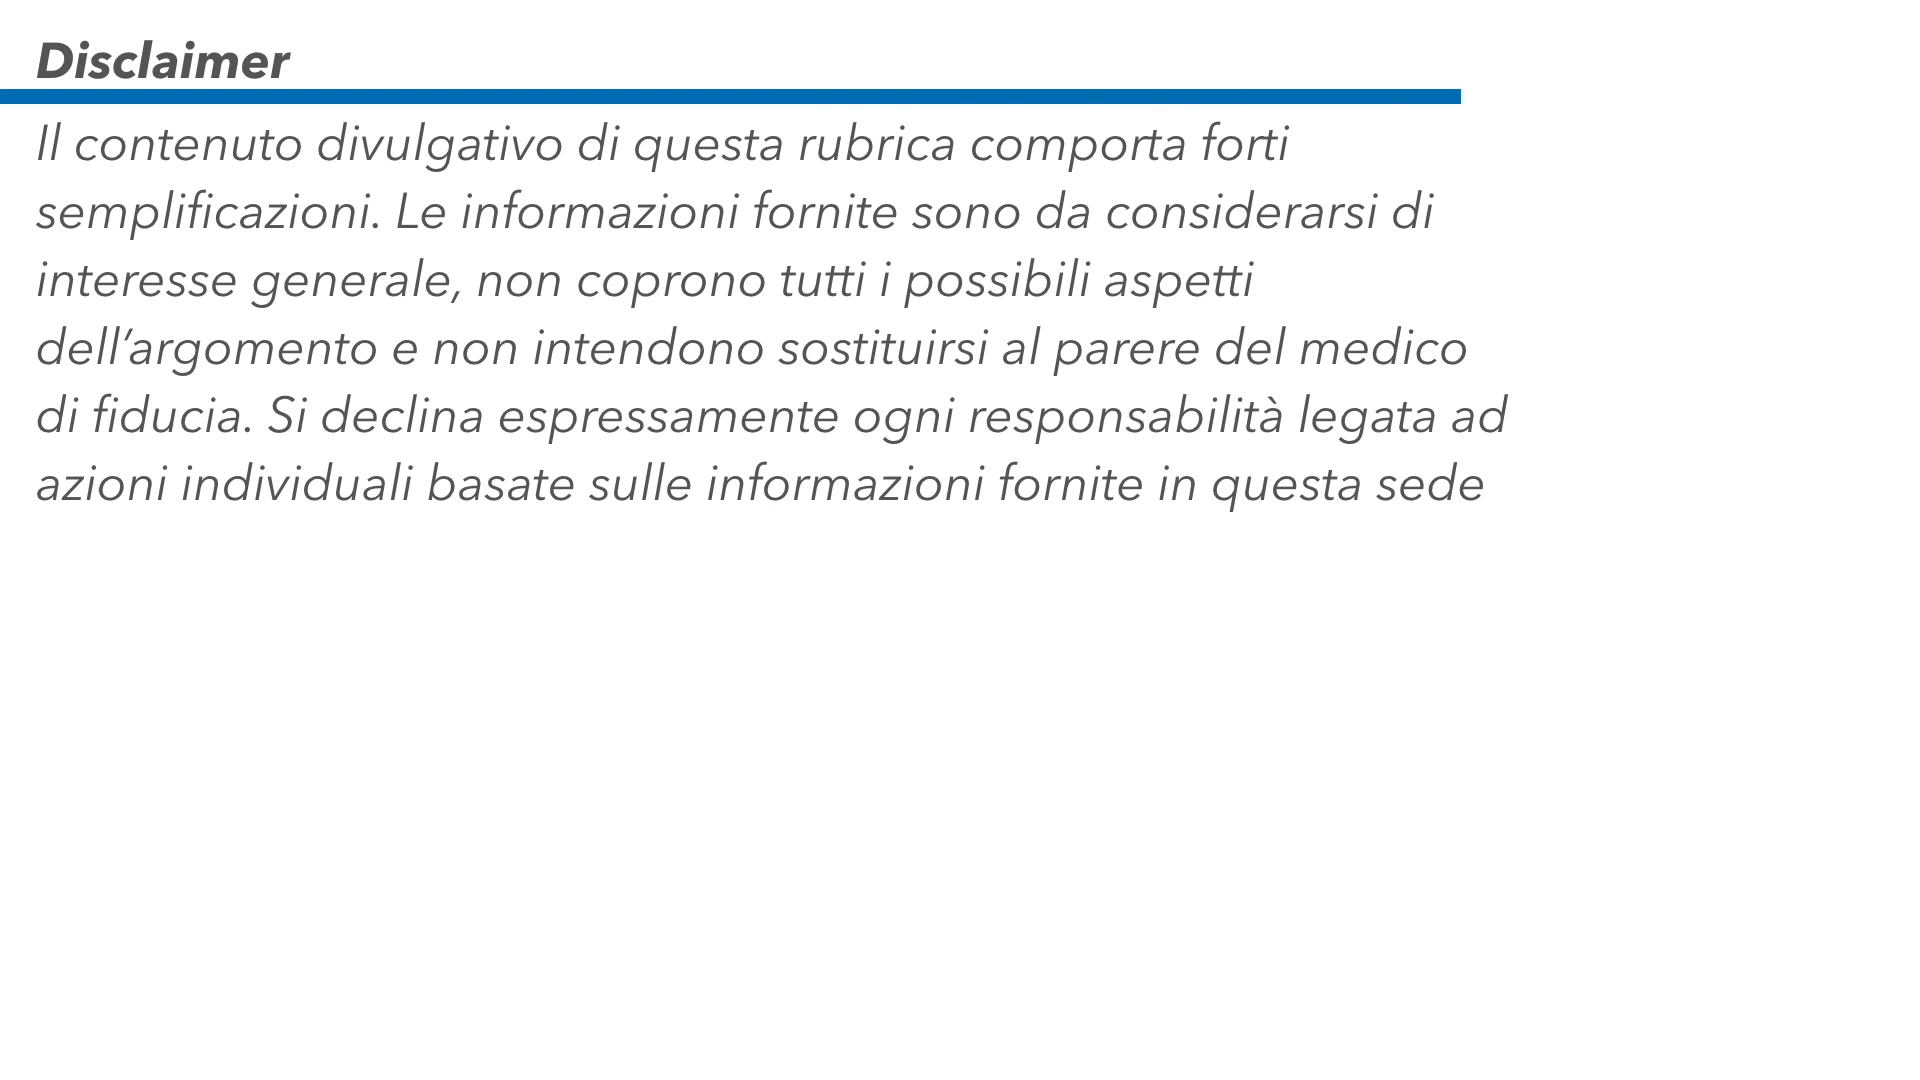 Disclaimer
Il contenuto divulgativo di questa rubrica comporta forti
semplificazioni. Le informazioni fornite sono da considerarsi di
interesse generale, non coprono tutti i possibili aspetti
dell’argomento e non intendono sostituirsi al parere del medico
di fiducia. Si declina espressamente ogni responsabilità legata ad
azioni individuali basate sulle informazioni fornite in questa sede